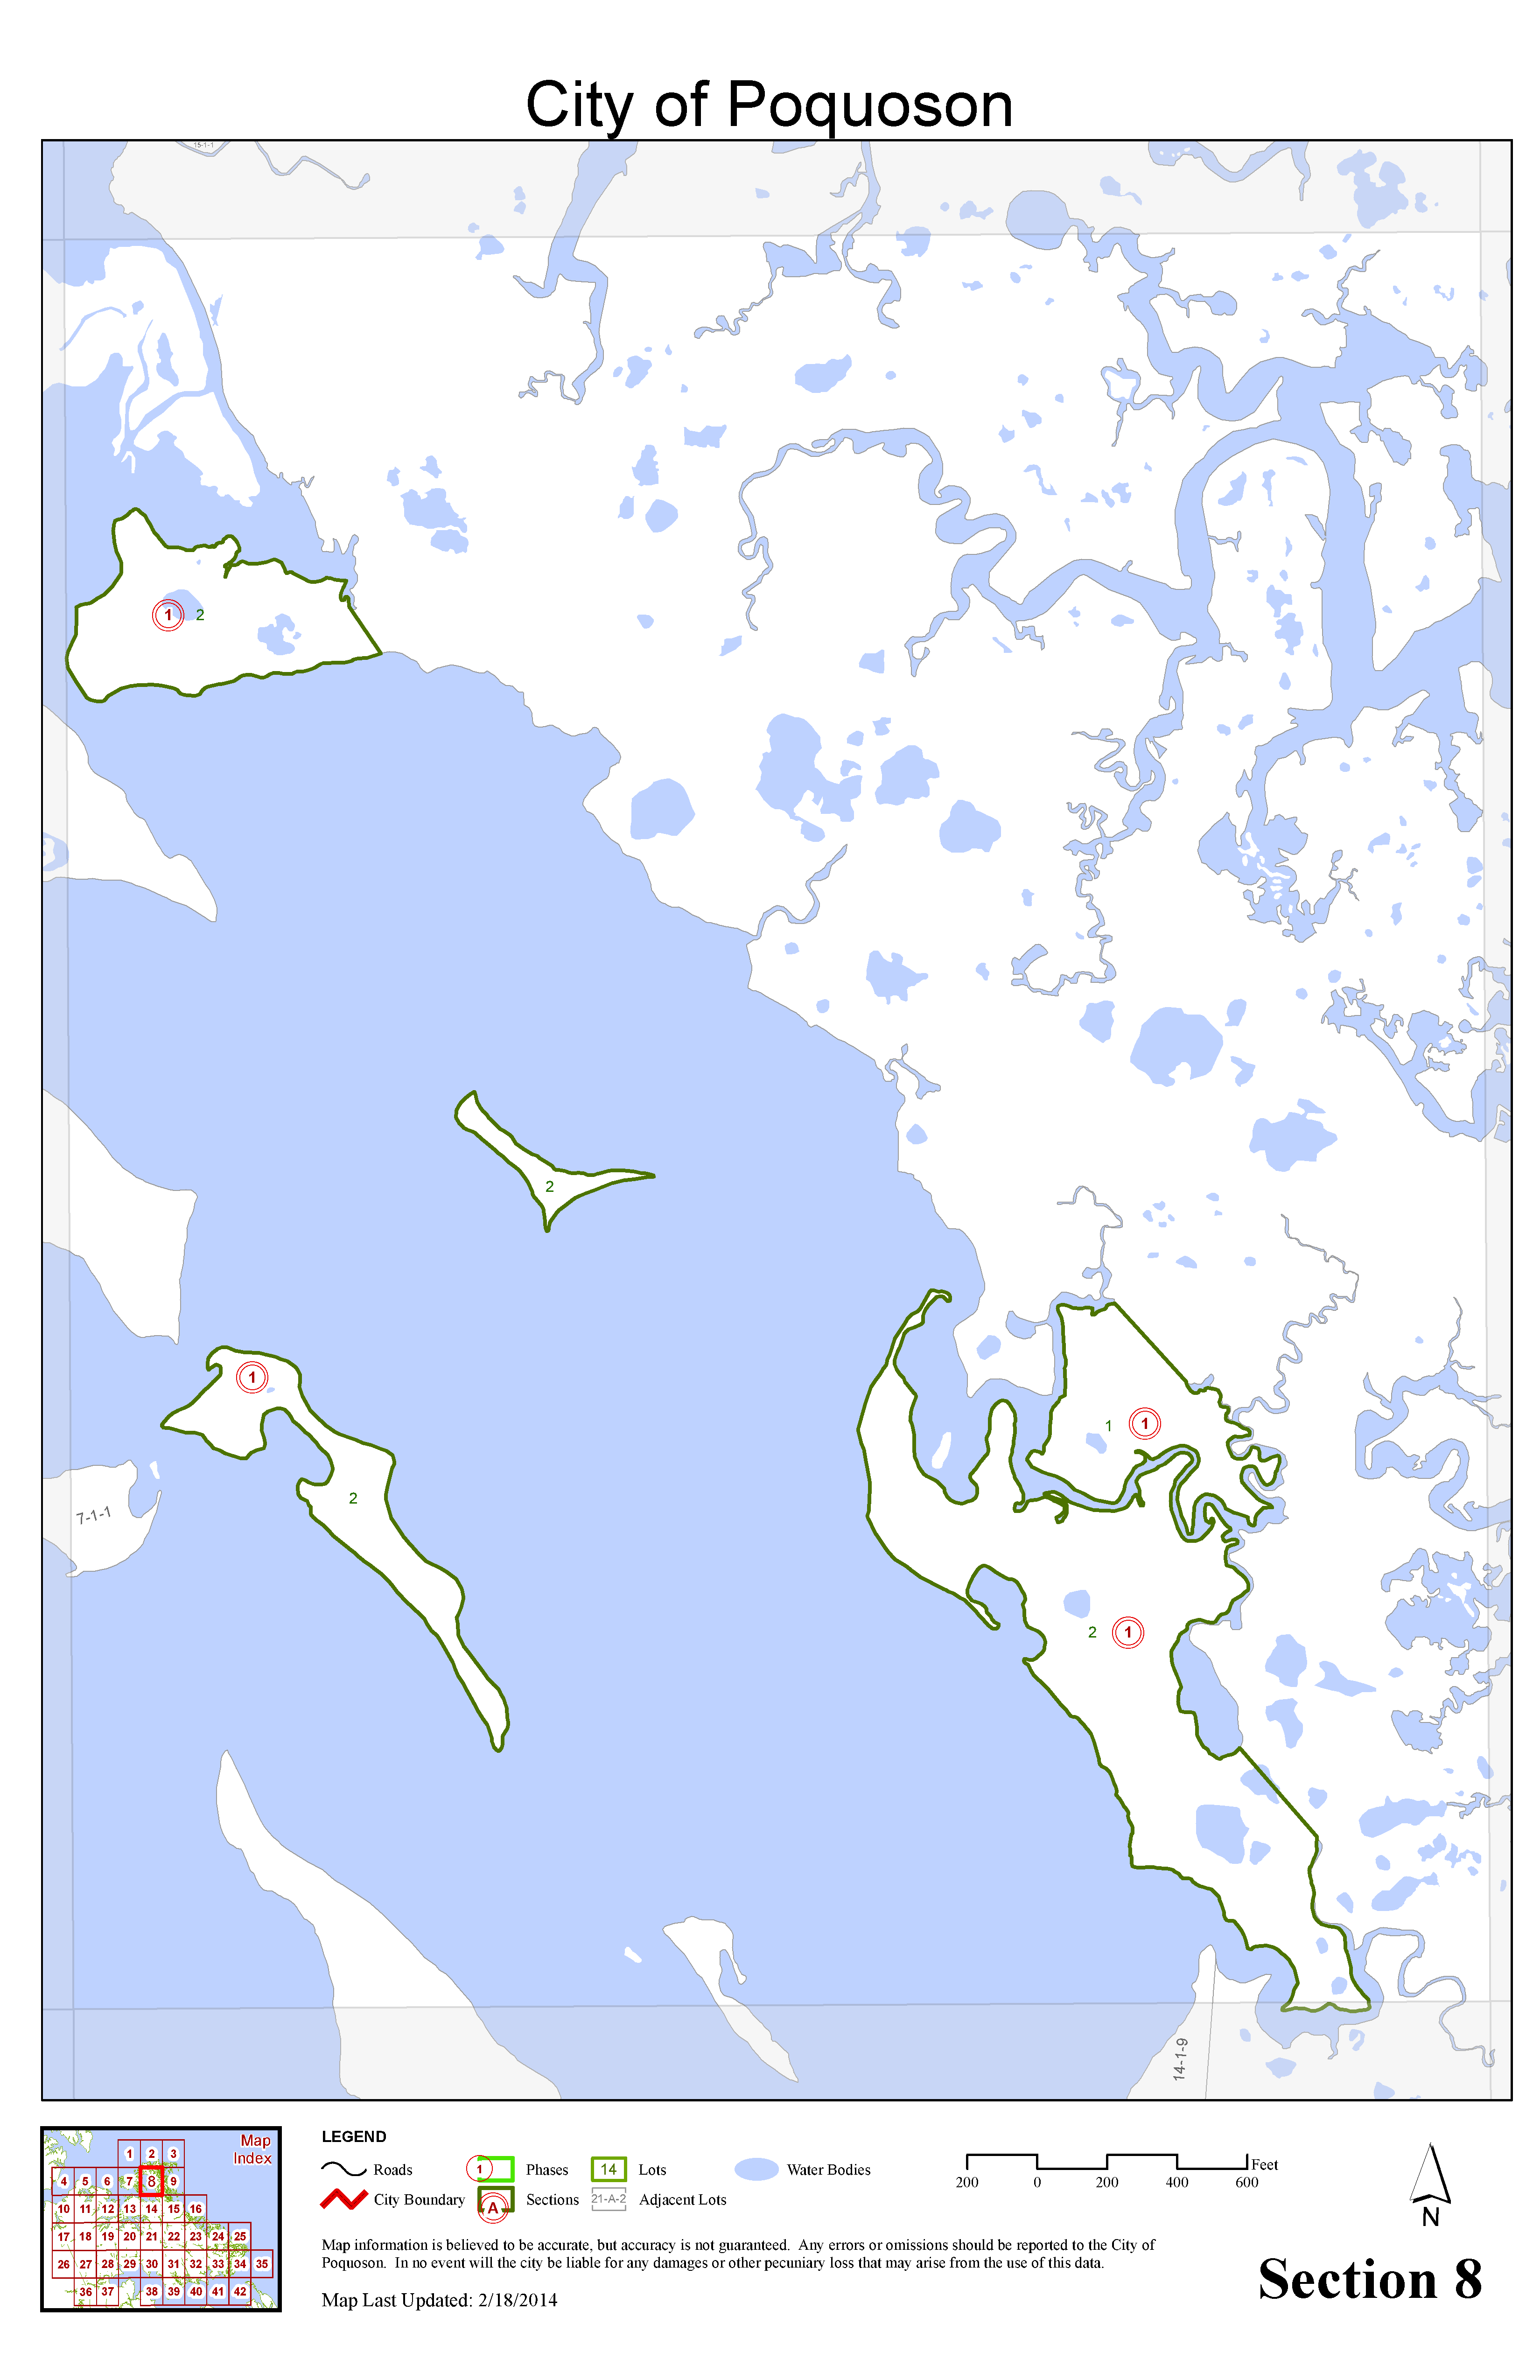 City of Poquoson
15-1-1
1 2
2
1
2
1 1
2 1
7-1-1
14-1-9
Map
Index
1 2 3
4 5 6 7 8 9
10 11 12 13 14 15 16
17 18 19 20 21 22 23 24 25
26 27 28 29 30 31 32 33 34 35
36 37 38 39 40 41 42
LEGEND
Roads
1 Phases
14 Lots
Water Bodies
City Boundary
A Sections
21-A-2 Adjacent Lots
200 0 200 400 600 Feet
N
Map information is believed to be accurate, but accuracy is not guaranteed. Any errors or omissions should be reported to the City of
Poquoson. In no event will the city be liable for any damages or other pecuniary loss that may arise from the use of this data.
Map Last Updated: 2/18/2014
Section 8